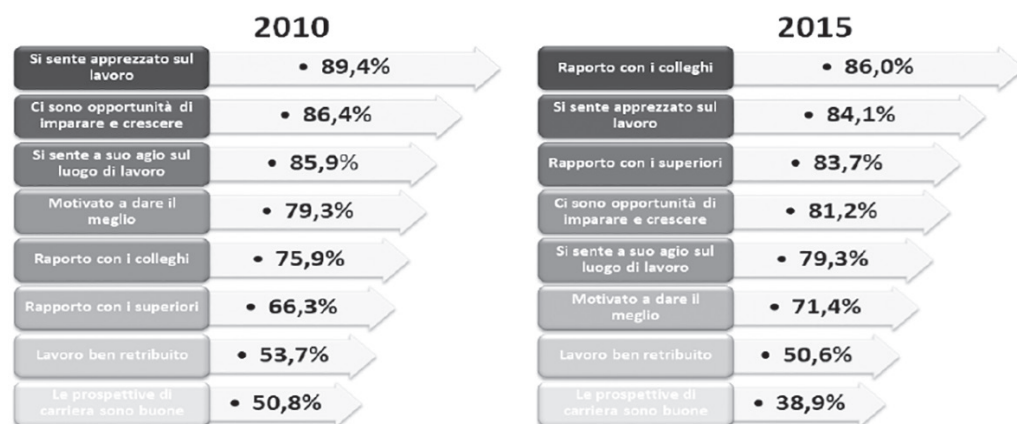 2010
Si sente apprezzato sul
lavoro
• 89,4%
Ci sono opportunità di
imparare e crescere
• 86,4%
Si sente a suo agio sul
luogo di lavoro
• 85,9%
Motivato a dare il
meglio
• 79,3%
Raporto con i colleghi
• 75,9%
Rapporto con i superiori
• 66,3%
Lavoro ben retribuito
• 53,7%
Le prospettive di
carriera sono buone
• 50,8%
2015
Raporto con i colleghi
• 86,0%
Si sente apprezzato sul
lavoro
• 84,1%
Rapporto con i superiori
• 83,7%
Ci sono opportunità di
imparare e crescere
• 81,2%
Si sente a suo agio sul
luogo di lavoro
• 79,3%
Motivato a dare il
meglio
• 71,4%
Lavoro ben retribuito
• 50,6%
Le prospettive di
carriera sono buone
• 38,9%